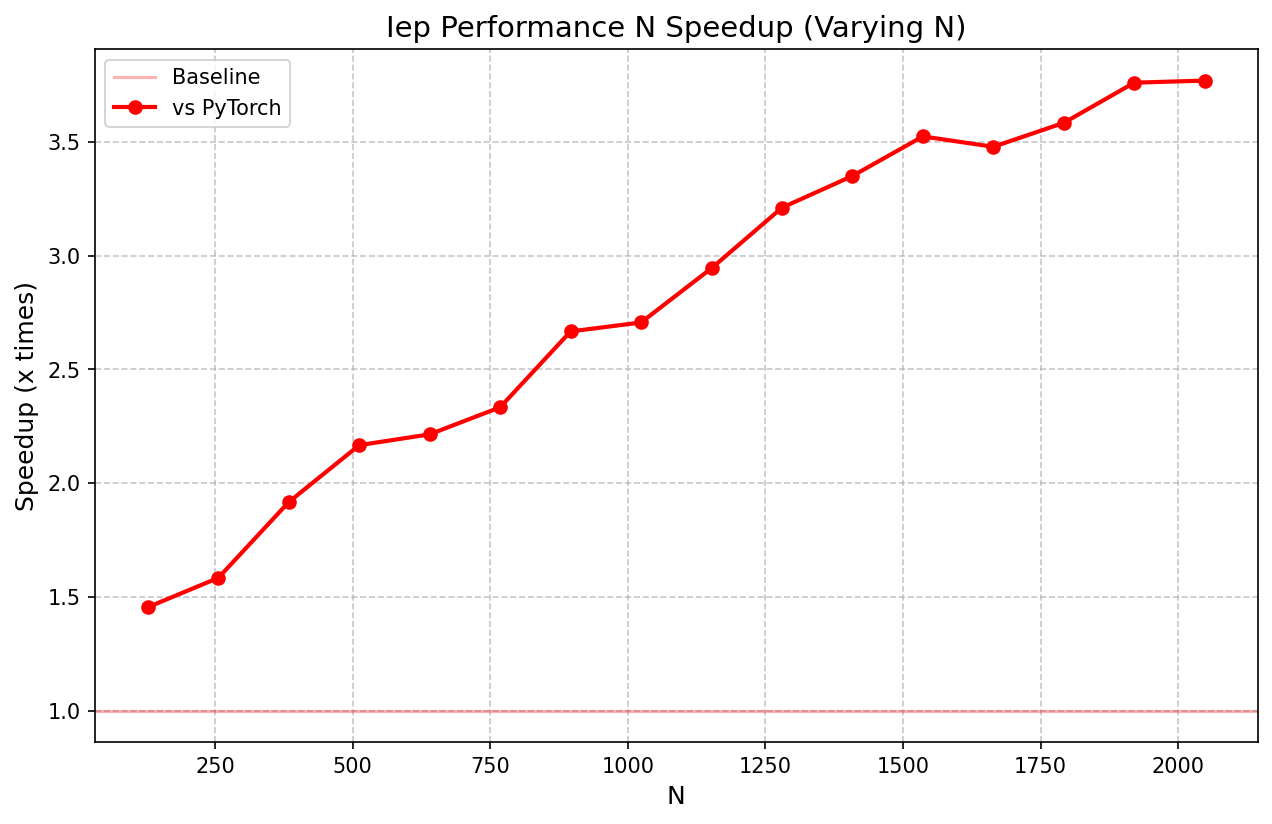 Iep Performance N Speedup (Varying N)
Baseline
vs PyTorch
Speedup (x times)
3.5
3.0
2.5
2.0
1.5
1.0
250 500 750 1000 1250 1500 1750 2000
N